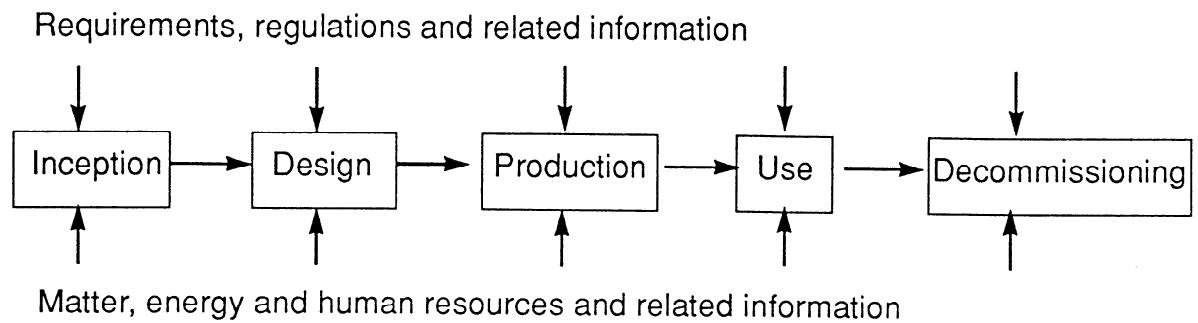 Requirements, regulations and related information
Inception
Design
Production
Use
Decommissioning
Matter, energy and human resources and related information